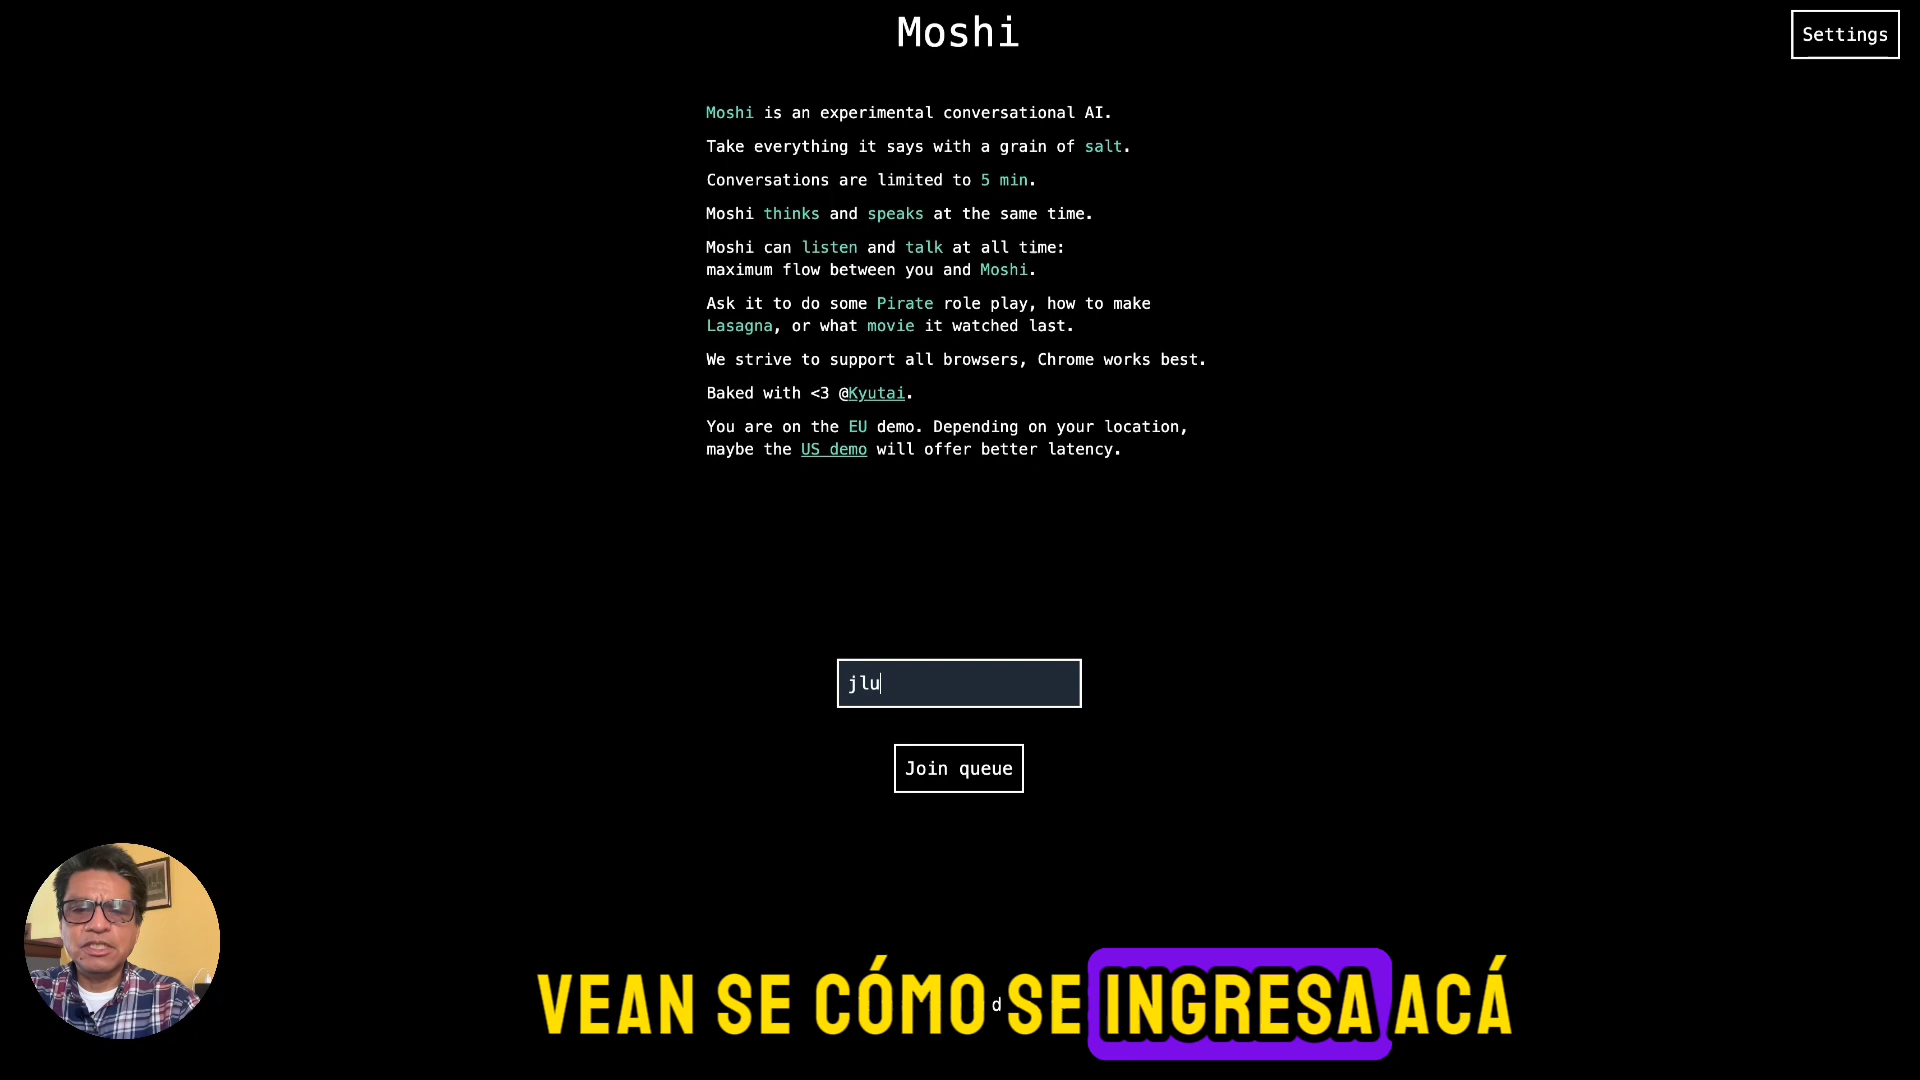 Moshi
Settings
Moshi is an experimental conversational AI.
Take everything it says with a grain of salt.
Conversations are limited to 5 min.
Moshi thinks and speaks at the same time.
Moshi can listen and talk at all time:
maximum flow between you and Moshi.
Ask it to do some Pirate role play, how to make
Lasagna, or what movie it watched last.
We strive to support all browsers, Chrome works best.
Baked with <3 @Kyutai.
You are on the EU demo. Depending on your location,
maybe the US demo will offer better latency.
jlu
Join queue
VEAN SE CÓMO SE INGRESA ACÁ